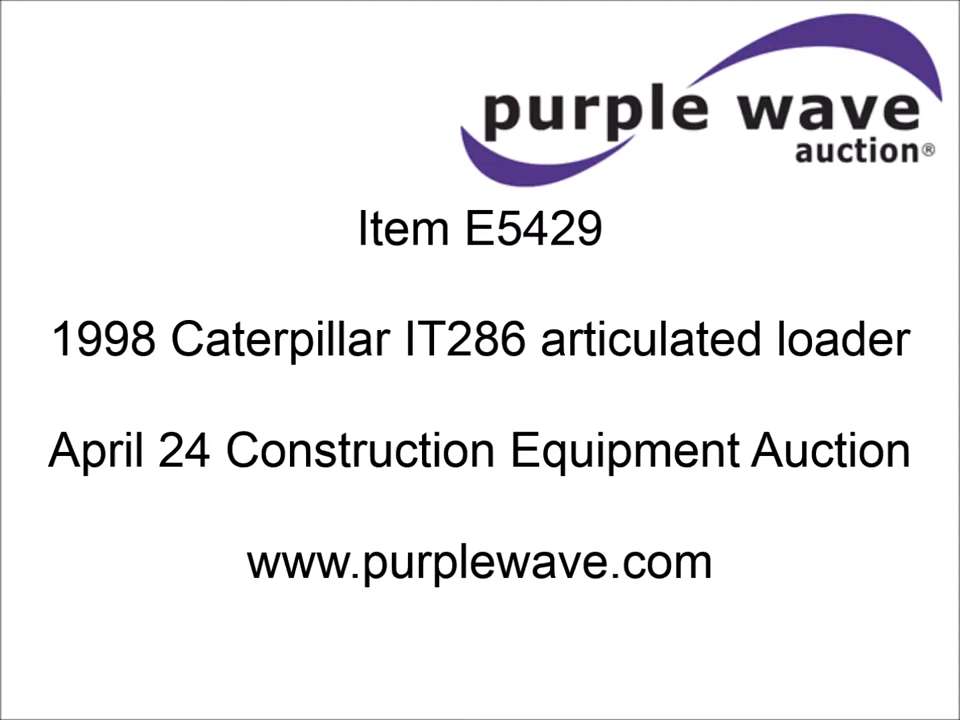 purple wave
auction®
Item E5429
1998 Caterpillar IT286 articulated loader
April 24 Construction Equipment Auction
www.purplewave.com